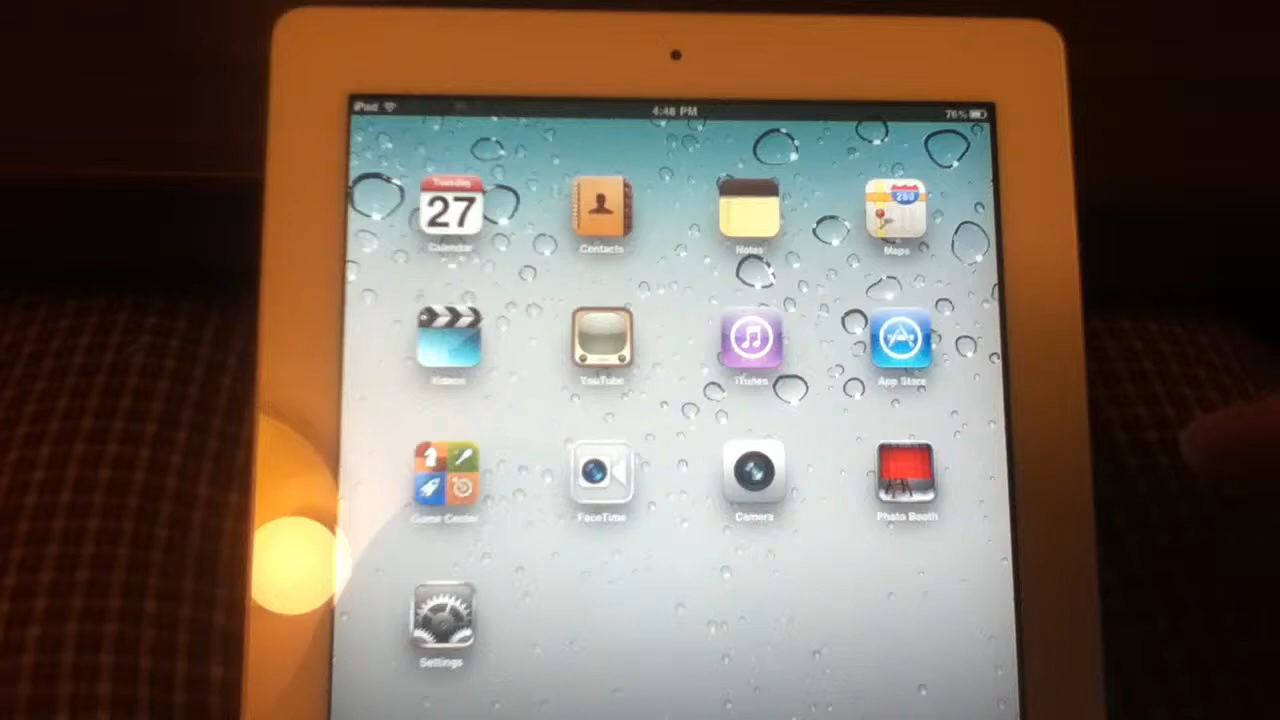 iPad 4:48 PM 76%
Tuesday
27 280
Calendar Contacts Notes Maps
Videos YouTube iTunes App Store
Game Center FaceTime Camera Photo Booth
Settings